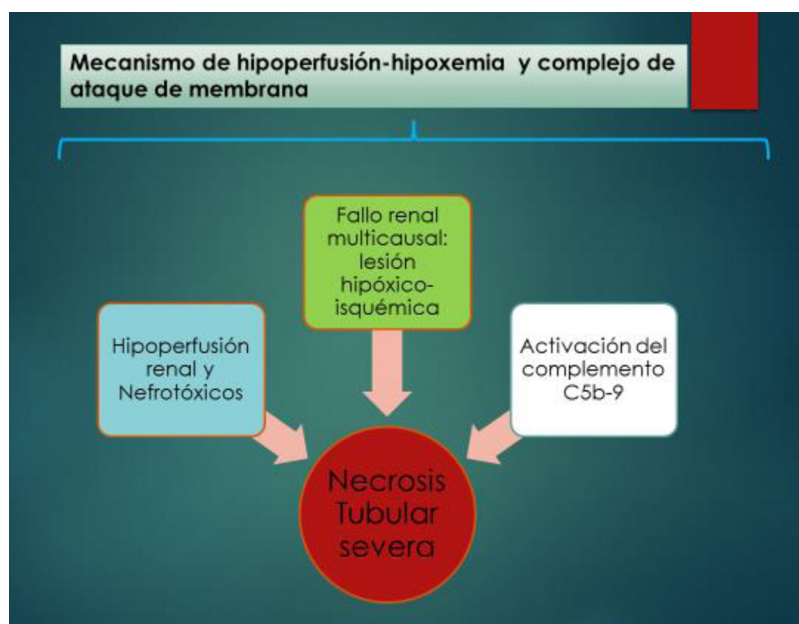 Mecanismo de hipoperfusión-hipoxemia y complejo de
ataque de membrana
Fallo renal
multicausal:
lesión
hipóxico-
isquémica
Hipoperfusión
renal y
Nefrotóxicos
Activación del
complemento
C5b-9
Necrosis
Tubular
severa